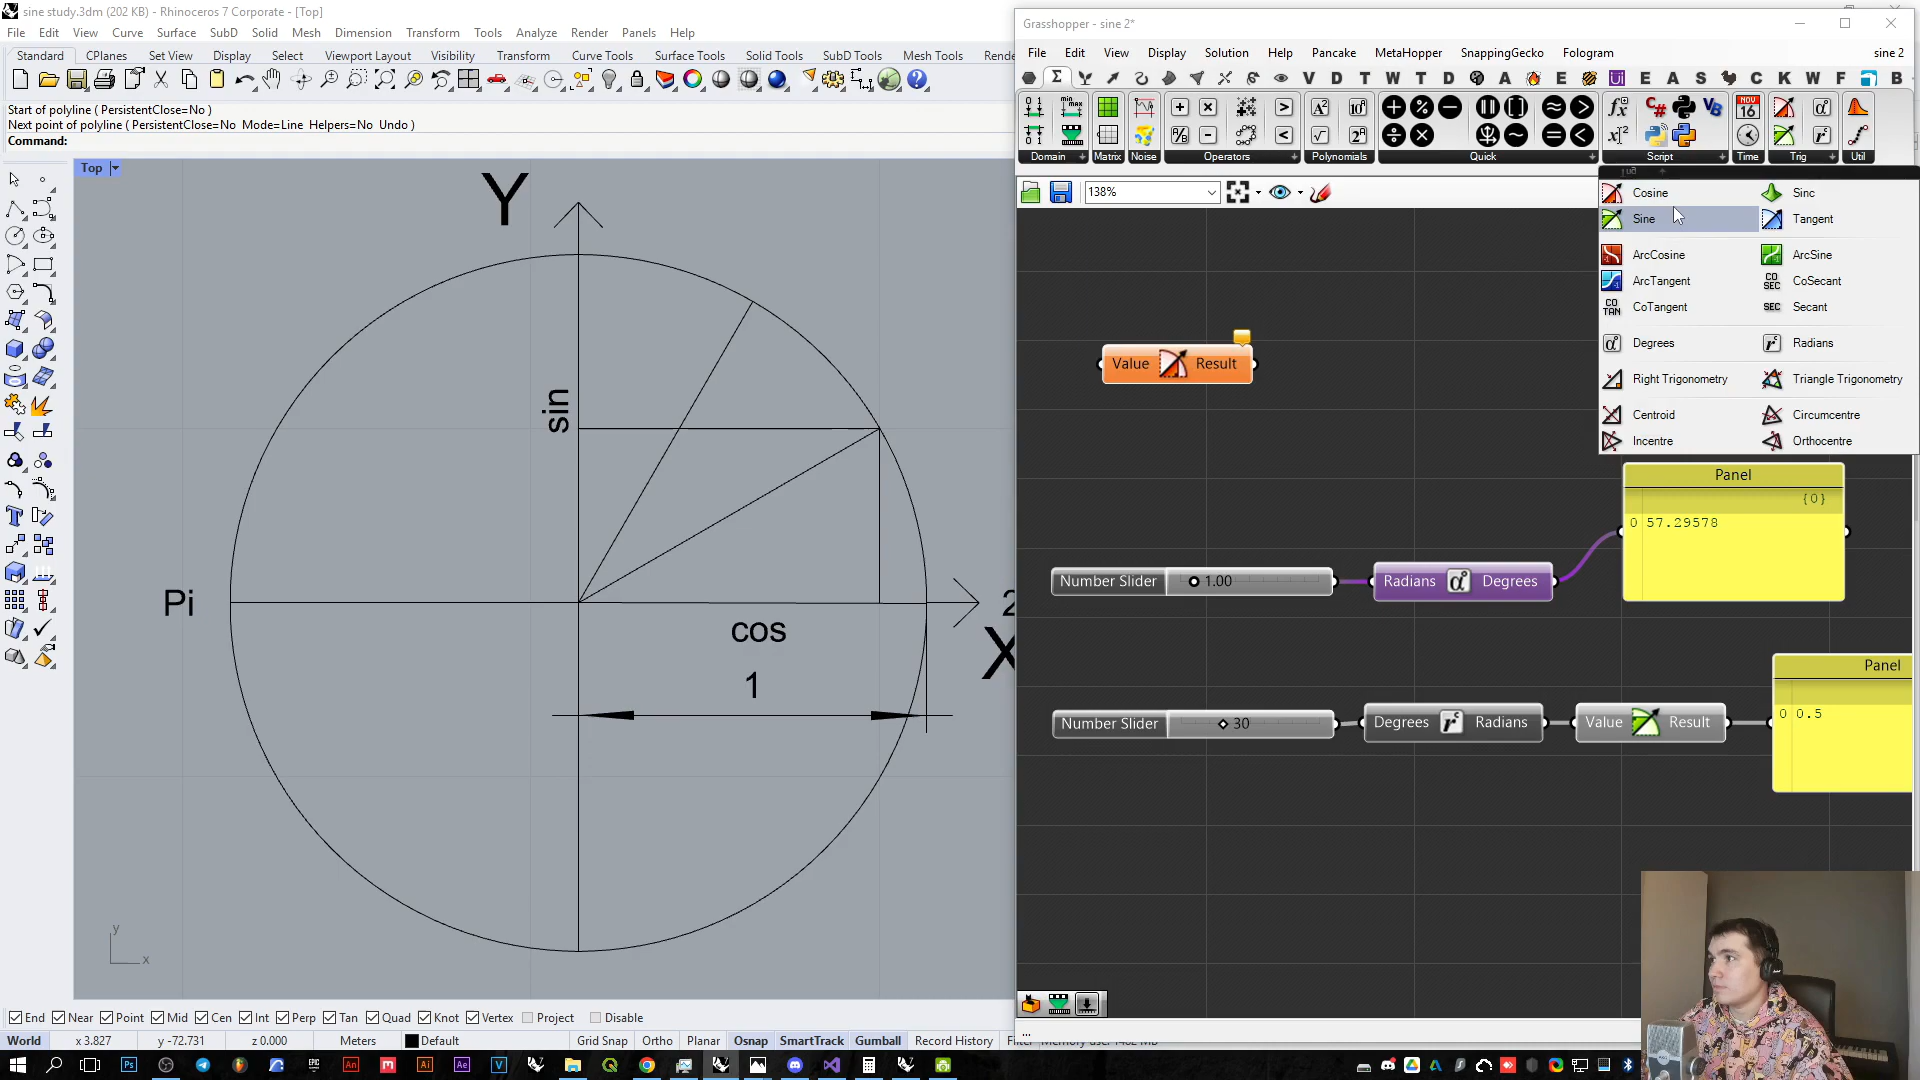 sine study.3dm (202 KB) - Rhinoceros 7 Corporate - [Top]
File Edit View Curve Surface SubD Solid Mesh Dimension Transform Tools Analyze Render Panels Help
Standard CPlanes Set View Display Select Viewport Layout Visibility Transform Curve Tools Surface Tools Solid Tools SubD Tools Mesh Tools Rende
Start of polyline ( PersistentClose=No )
Next point of polyline ( PersistentClose=No Mode=Line Helpers=No Undo )
Command:
Top
Y
sin
Pi
cos
1
2
X
y
x
End Near Point Mid Cen Int Perp Tan Quad Knot Vertex Project Disable
World x 3.827 y -72.731 z 0.000 Meters Default Grid Snap Ortho Planar Osnap SmartTrack Gumball Record History
Grasshopper - sine 2*
File Edit View Display Solution Help Pancake MetaHopper SnappingGecko Fologram sine 2
V D T W T D A E E A S C K W F B
Domain Matrix Noise Operators Polynomials Quick Script Time Trig Util
138%
Trig
Cosine Sinc
Sine Tangent
ArcCosine ArcSine
ArcTangent CoSecant
CoTangent Secant
Degrees Radians
Right Trigonometry Triangle Trigonometry
Centroid Circumcentre
Incentre Orthocentre
Value Result
Panel
{0}
0 57.29578
Number Slider 1.00
Radians Degrees
Panel
0 0.5
Number Slider 30
Degrees Radians
Value Result
...